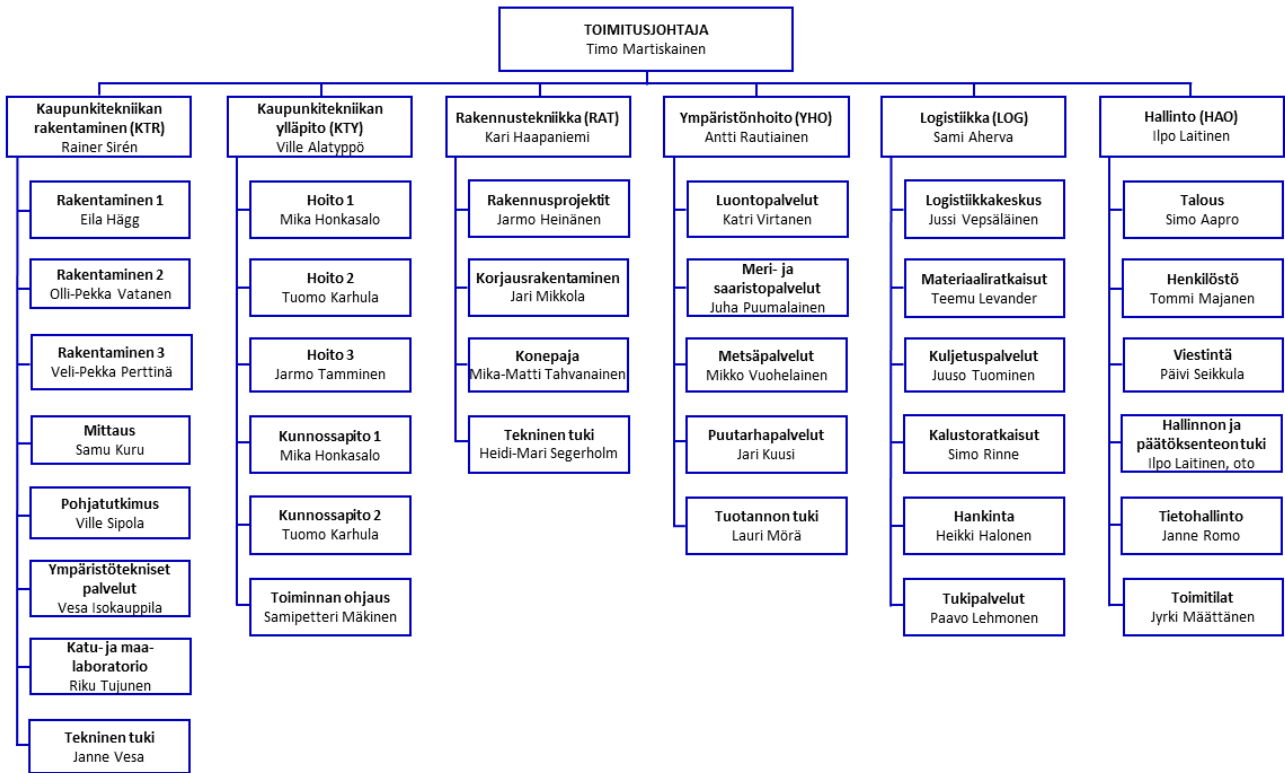 TOIMITUSJOHTAJA
Timo Martiskainen
Kaupunkitekniikan
rakentaminen (KTR)
Rainer Sirén
Rakentaminen 1
Eila Hägg
Rakentaminen 2
Olli-Pekka Vatanen
Rakentaminen 3
Veli-Pekka Perttinä
Mittaus
Samu Kuru
Pohjatutkimus
Ville Sipola
Ympäristötekniset
palvelut
Vesa Isokauppila
Katu- ja maa-
laboratorio
Riku Tujunen
Tekninen tuki
Janne Vesa
Kaupunkitekniikan
ylläpito (KTY)
Ville Alatyppö
Hoito 1
Mika Honkasalo
Hoito 2
Tuomo Karhula
Hoito 3
Jarmo Tamminen
Kunnossapito 1
Mika Honkasalo
Kunnossapito 2
Tuomo Karhula
Toiminnan ohjaus
Samipetteri Mäkinen
Rakennustekniikka (RAT)
Kari Haapaniemi
Rakennusprojektit
Jarmo Heinänen
Korjausrakentaminen
Jari Mikkola
Konepaja
Mika-Matti Tahvanainen
Tekninen tuki
Heidi-Mari Segerholm
Ympäristönhoito (YHO)
Antti Rautiainen
Luontopalvelut
Katri Virtanen
Meri- ja
saaristopalvelut
Juha Puumalainen
Metsäpalvelut
Mikko Vuohelainen
Puutarhapalvelut
Jari Kuusi
Tuotannon tuki
Lauri Mörä
Logistiikka (LOG)
Sami Aherva
Logistiikkakeskus
Jussi Vepsäläinen
Materiaaliratkaisut
Teemu Levander
Kuljetuspalvelut
Juuso Tuominen
Kalustoratkaisut
Simo Rinne
Hankinta
Heikki Halonen
Tukipalvelut
Paavo Lehmonen
Hallinto (HAO)
Ilpo Laitinen
Talous
Simo Aapro
Henkilöstö
Tommi Majanen
Viestintä
Päivi Seikkula
Hallinnon ja
päätöksenteon tuki
Ilpo Laitinen, oto
Tietohallinto
Janne Romo
Toimitilat
Jyrki Määttänen